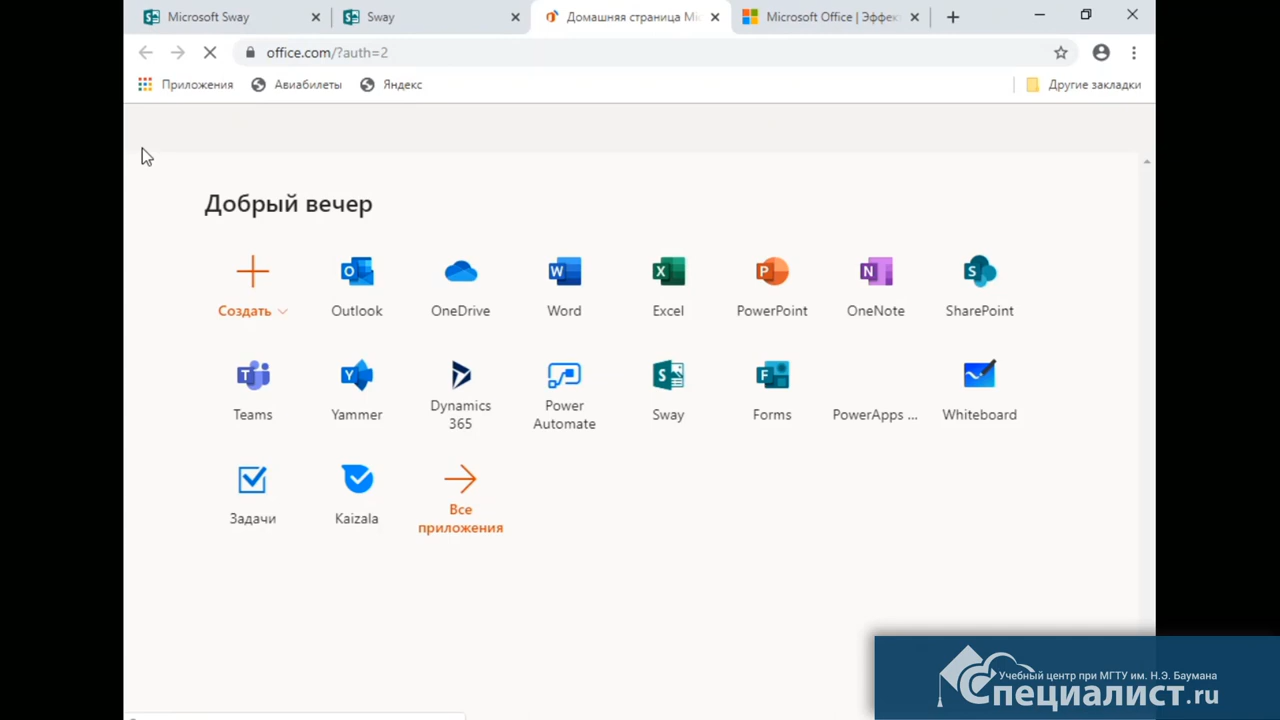 Microsoft Sway
Sway
Домашняя страница Mi
Microsoft Office | Эффек
office.com/?auth=2
Приложения
Авиабилеты
Яндекс
Другие закладки
Добрый вечер
Создать
Outlook
OneDrive
Word
Excel
PowerPoint
OneNote
SharePoint
Teams
Yammer
Dynamics
365
Power
Automate
Sway
Forms
PowerApps ...
Whiteboard
Задачи
Kaizala
Все
приложения
Учебный центр при МГТУ им. Н.Э. Баумана
Специалист.ru